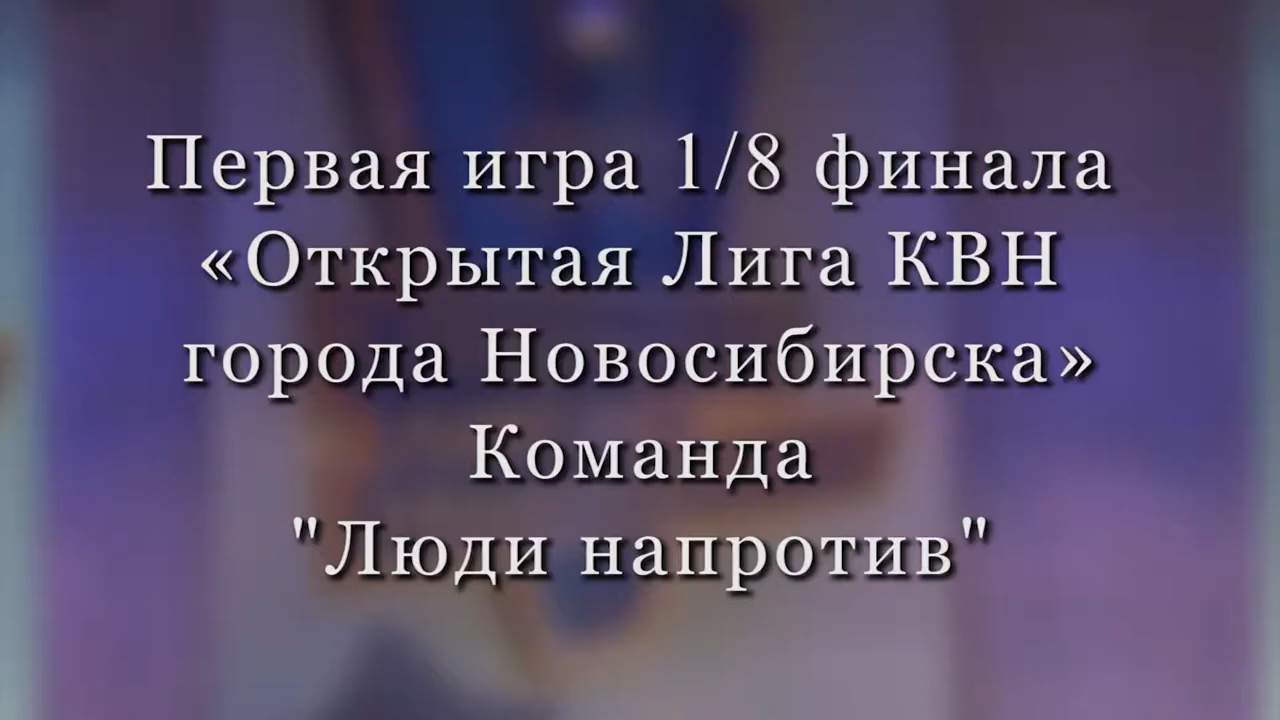 Первая игра 1/8 финала
«Открытая Лига КВН
города Новосибирска»
Команда
"Люди напротив"